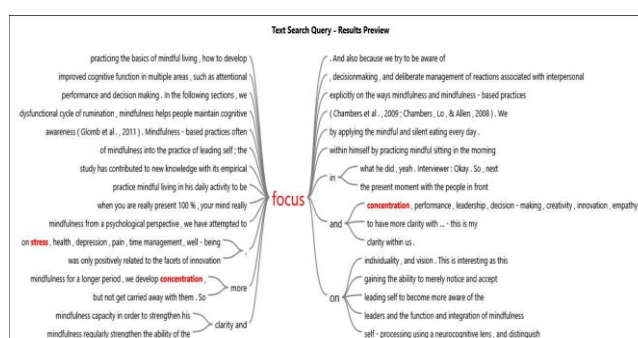 Text Search Query - Results Preview
practicing the basics of mindful living , how to develop
improved cognitive function in multiple areas , such as attentional
performance and decision making . In the following sections , we
dysfunctional cycle of rumination , mindfulness helps people maintain cognitive
awareness ( Glomb et al . , 2011 ) . Mindfulness - based practices often
of mindfulness into the practice of leading self ; the
study has contributed to new knowledge with its empirical
practice mindful living in his daily activity to be
when you are really present 100 % , your mind really
mindfulness from a psychological perspective , we have attempted to
on stress , health , depression , pain , time management , well - being
was only positively related to the facets of innovation
,
mindfulness for a longer period , we develop concentration ,
but not get carried away with them . So
more
mindfulness capacity in order to strengthen his
mindfulness regularly strengthen the ability of the
clarity and
focus
. And also because we try to be aware of
, decisionmaking , and deliberate management of reactions associated with interpersonal
explicitly on the ways mindfulness and mindfulness - based practices
( Chambers et al . , 2009 ; Chambers , Lo , & Allen , 2008 ) . We
by applying the mindful and silent eating every day .
within himself by practicing mindful sitting in the morning
in
what he did , yeah . Interviewer : Okay . So , next
the present moment with the people in front
and
concentration , performance , leadership , decision - making , creativity , innovation , empathy
to have more clarity with ... - this is my
clarity within us .
on
individuality , and vision . This is interesting as this
gaining the ability to merely notice and accept
leading self to become more aware of the
leaders and the function and integration of mindfulness
self - processing using a neurocognitive lens , and distinguish